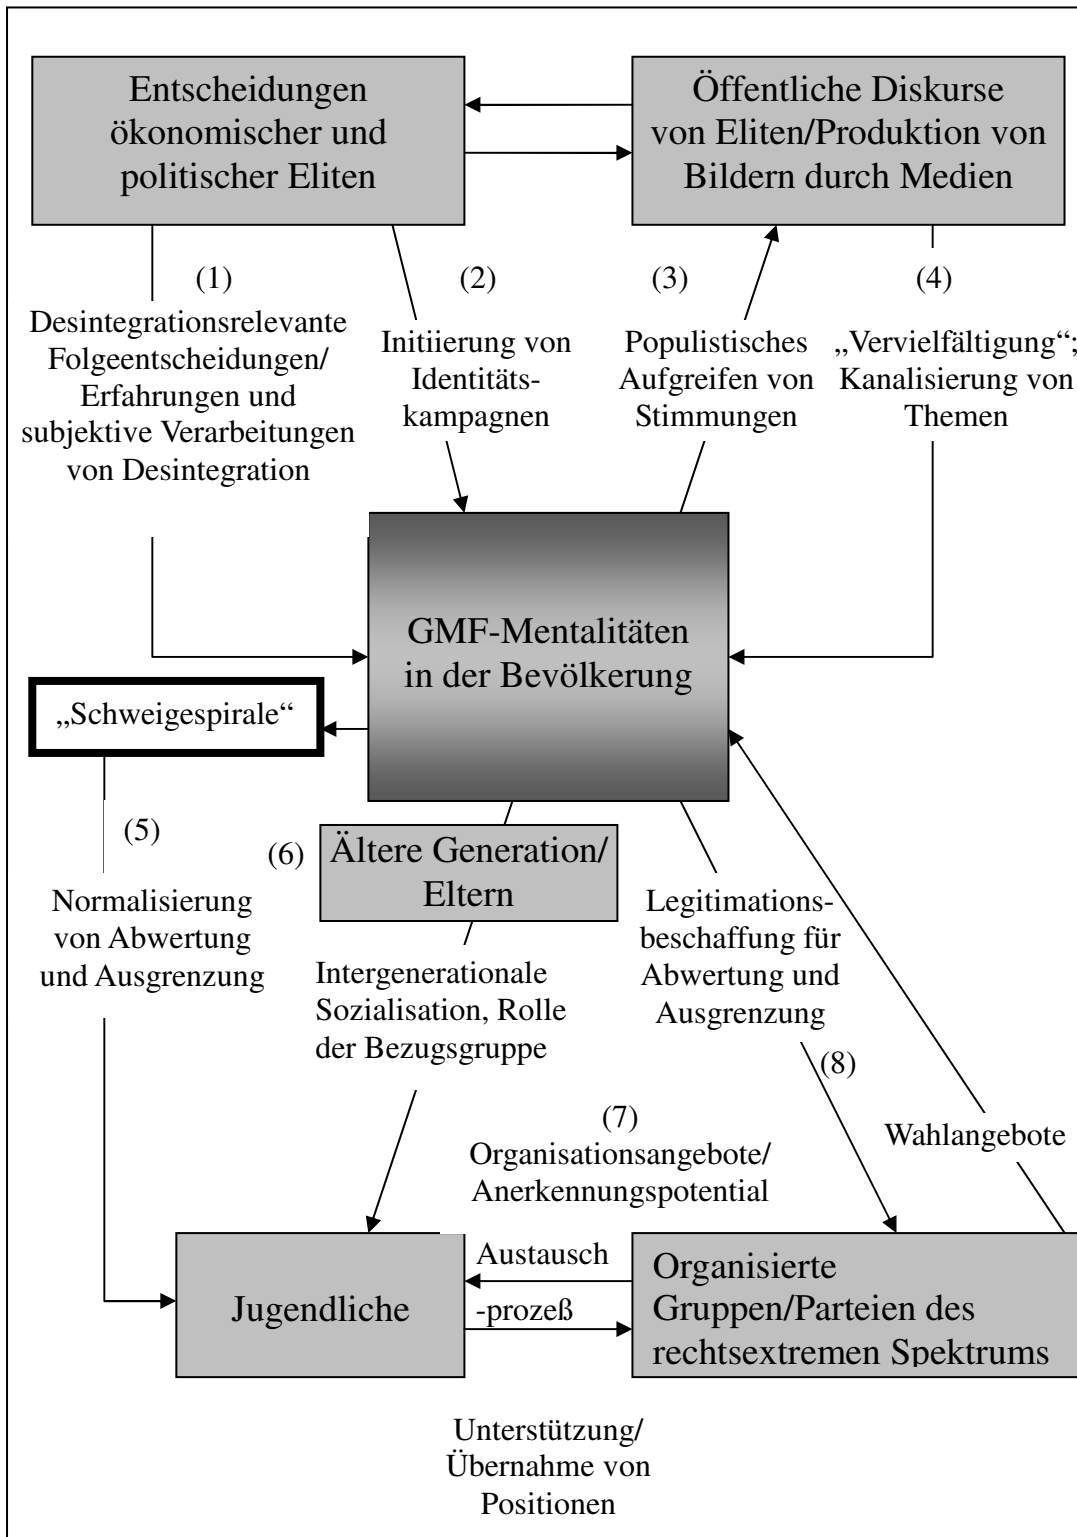 Entscheidungen
ökonomischer und
politischer Eliten
Öffentliche Diskurse
von Eliten/Produktion von
Bildern durch Medien
(1)
Desintegrationsrelevante
Folgeentscheidungen/
Erfahrungen und
subjektive Verarbeitungen
von Desintegration
(2)
Initiierung von
Identitäts-
kampagnen
(3)
Populistisches
Aufgreifen von
Stimmungen
(4)
„Vervielfältigung“;
Kanalisierung von
Themen
GMF-Mentalitäten
in der Bevölkerung
„Schweigespirale“
(5)
Normalisierung
von Abwertung
und Ausgrenzung
(6)
Ältere Generation/
Eltern
Intergenerationale
Sozialisation, Rolle
der Bezugsgruppe
Legitimations-
beschaffung für
Abwertung und
Ausgrenzung
(8)
Wahlangebote
(7)
Organisationsangebote/
Anerkennungspotential
Jugendliche
Austausch
-prozeß
Organisierte
Gruppen/Parteien des
rechtsextremen Spektrums
Unterstützung/
Übernahme von
Positionen